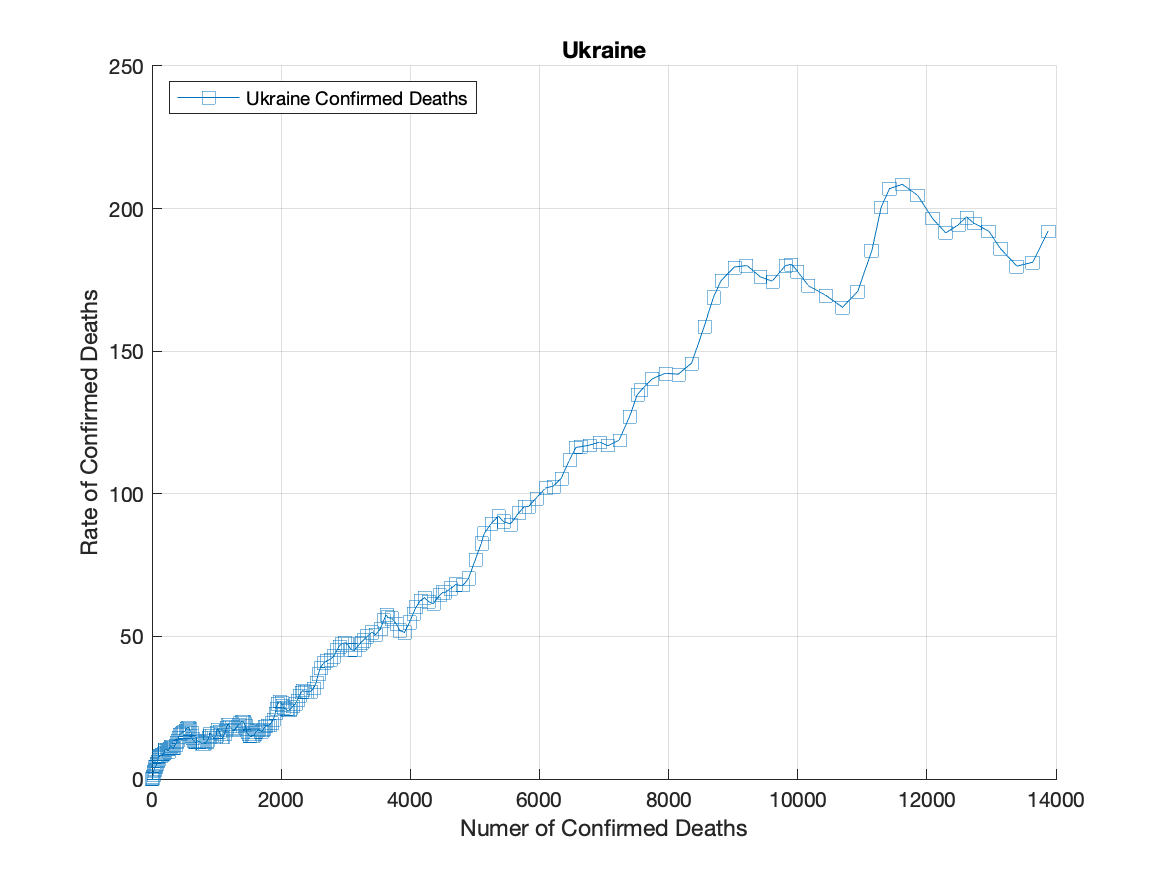 Ukraine
Ukraine Confirmed Deaths
250
200
150
100
50
0
Rate of Confirmed Deaths
0 2000 4000 6000 8000 10000 12000 14000
Numer of Confirmed Deaths